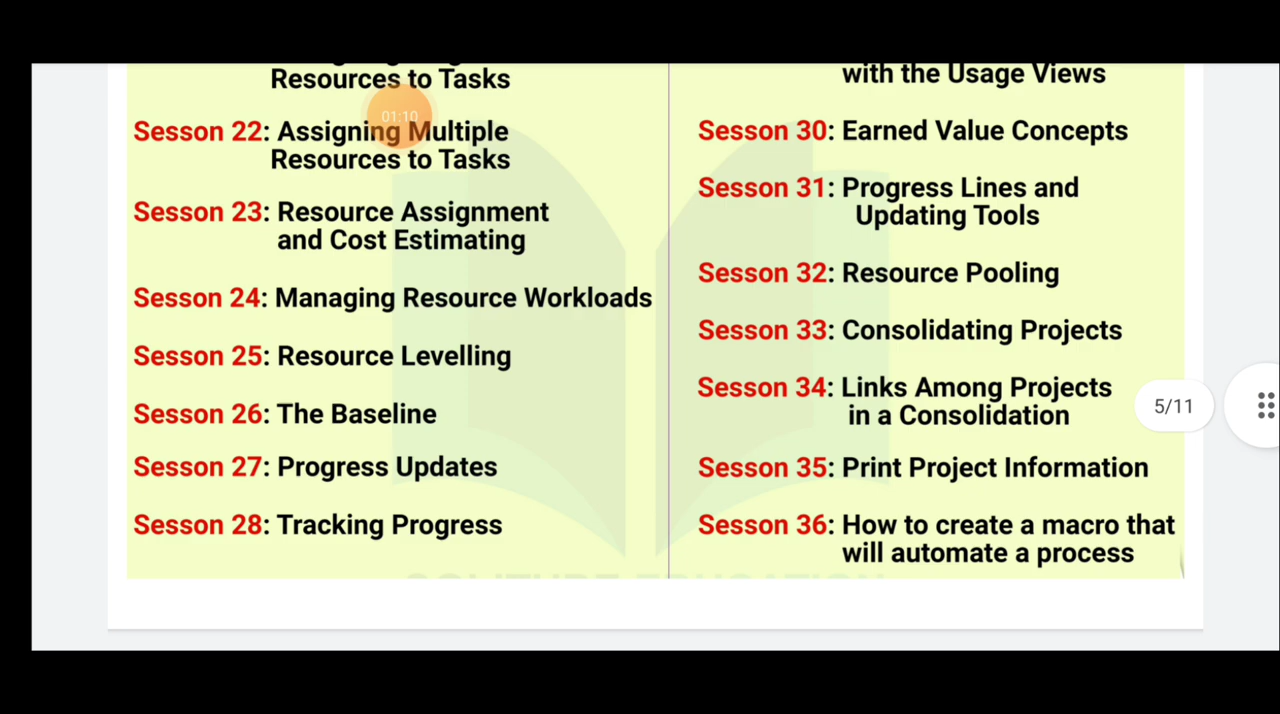 Resources to Tasks
Sesson 22: Assigning Multiple
Resources to Tasks
Sesson 23: Resource Assignment
and Cost Estimating
Sesson 24: Managing Resource Workloads
Sesson 25: Resource Levelling
Sesson 26: The Baseline
Sesson 27: Progress Updates
Sesson 28: Tracking Progress
with the Usage Views
Sesson 30: Earned Value Concepts
Sesson 31: Progress Lines and
Updating Tools
Sesson 32: Resource Pooling
Sesson 33: Consolidating Projects
Sesson 34: Links Among Projects
in a Consolidation
Sesson 35: Print Project Information
Sesson 36: How to create a macro that
will automate a process
01:10
5/11